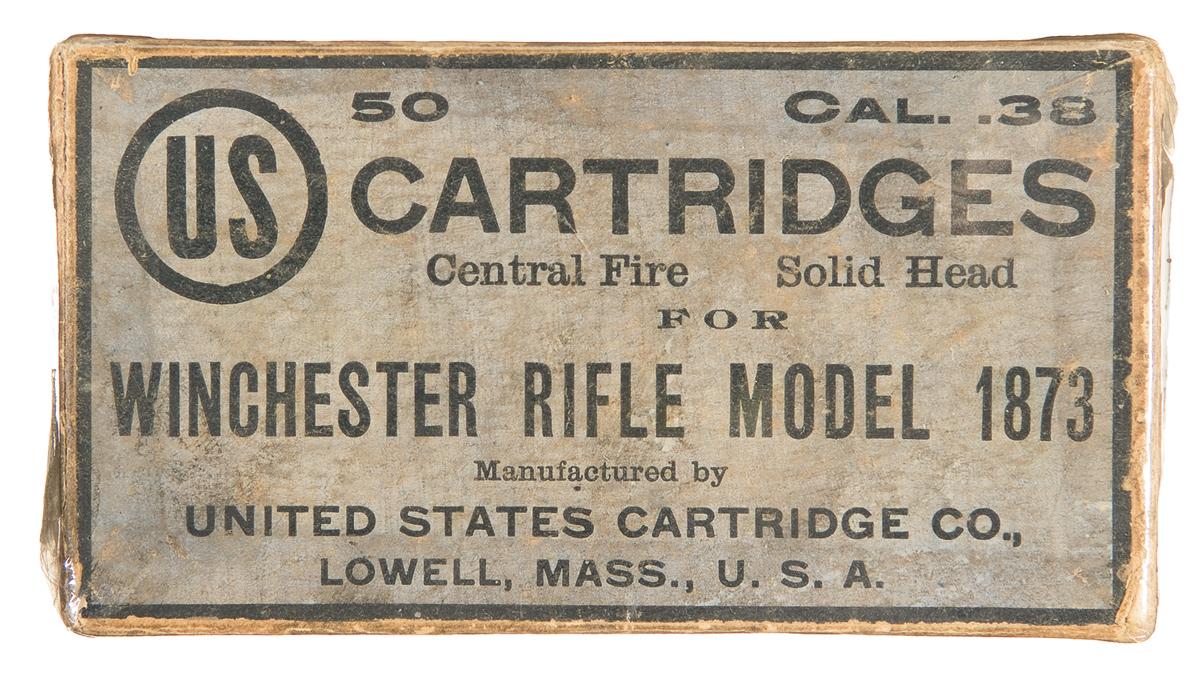 US
50 CAL. .38
CARTRIDGES
Central Fire Solid Head
FOR
WINCHESTER RIFLE MODEL 1873
Manufactured by
UNITED STATES CARTRIDGE CO.,
LOWELL, MASS., U. S. A.